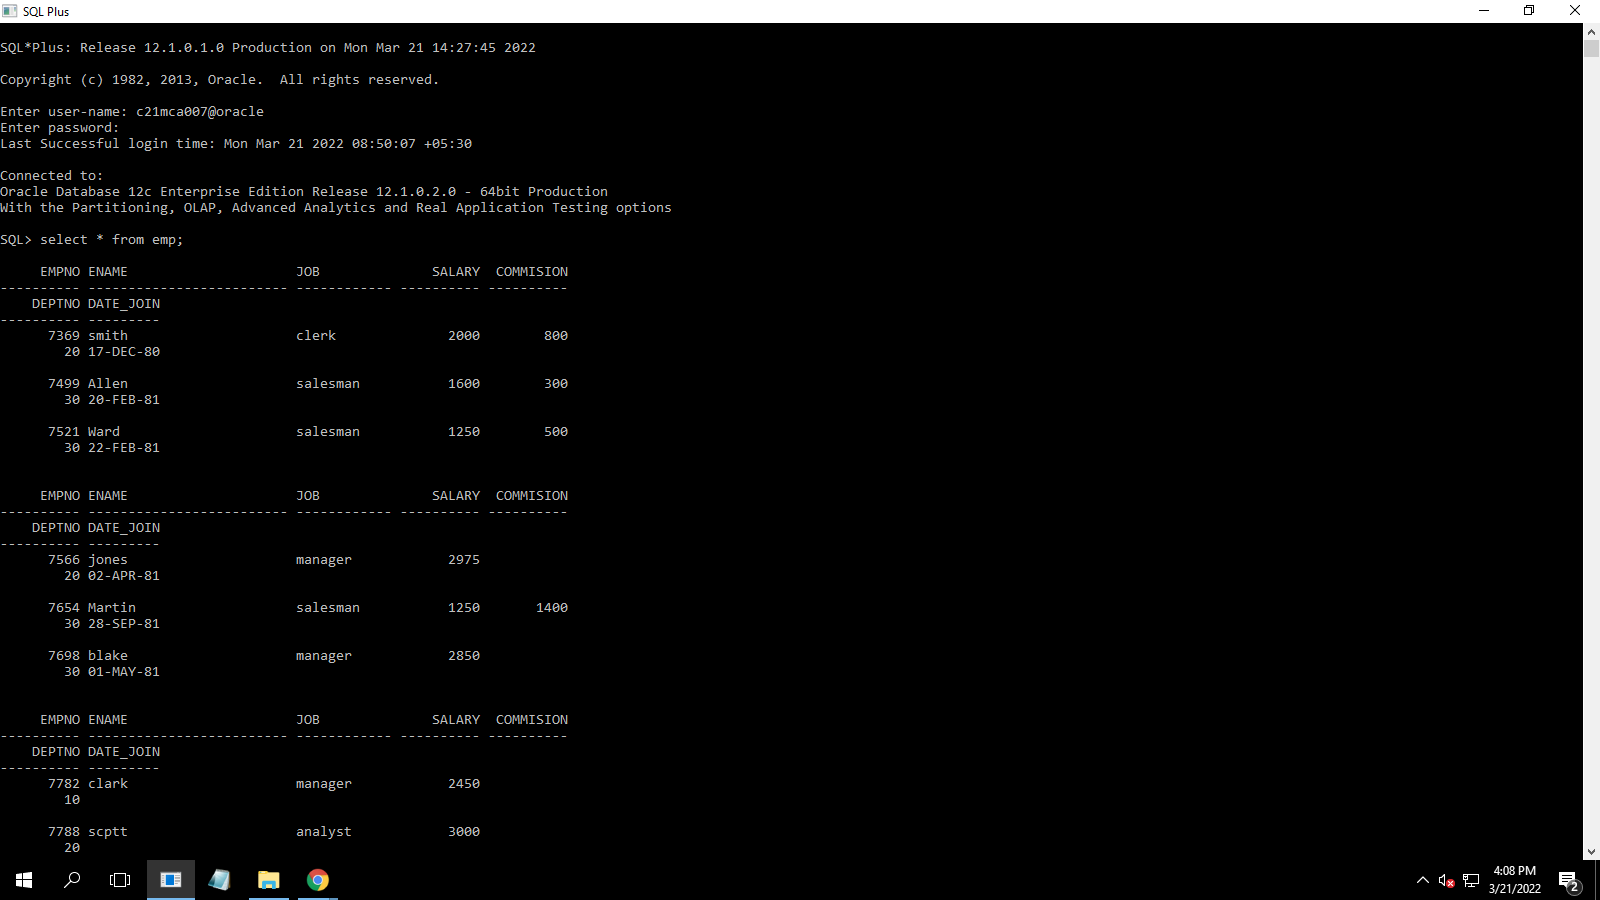 SQL Plus
SQL*Plus: Release 12.1.0.1.0 Production on Mon Mar 21 14:27:45 2022
Copyright (c) 1982, 2013, Oracle.  All rights reserved.
Enter user-name: c21mca007@oracle
Enter password:
Last Successful login time: Mon Mar 21 2022 08:50:07 +05:30
Connected to:
Oracle Database 12c Enterprise Edition Release 12.1.0.2.0 - 64bit Production
With the Partitioning, OLAP, Advanced Analytics and Real Application Testing options
SQL> select * from emp;
     EMPNO ENAME                     JOB              SALARY  COMMISION
---------- ------------------------- ------------ ---------- ----------
    DEPTNO DATE_JOIN
---------- ---------
      7369 smith                     clerk              2000        800
        20 17-DEC-80
      7499 Allen                     salesman           1600        300
        30 20-FEB-81
      7521 Ward                      salesman           1250        500
        30 22-FEB-81
     EMPNO ENAME                     JOB              SALARY  COMMISION
---------- ------------------------- ------------ ---------- ----------
    DEPTNO DATE_JOIN
---------- ---------
      7566 jones                     manager            2975
        20 02-APR-81
      7654 Martin                    salesman           1250       1400
        30 28-SEP-81
      7698 blake                     manager            2850
        30 01-MAY-81
     EMPNO ENAME                     JOB              SALARY  COMMISION
---------- ------------------------- ------------ ---------- ----------
    DEPTNO DATE_JOIN
---------- ---------
      7782 clark                     manager            2450
        10
      7788 scptt                     analyst            3000
        20
4:08 PM
3/21/2022
2